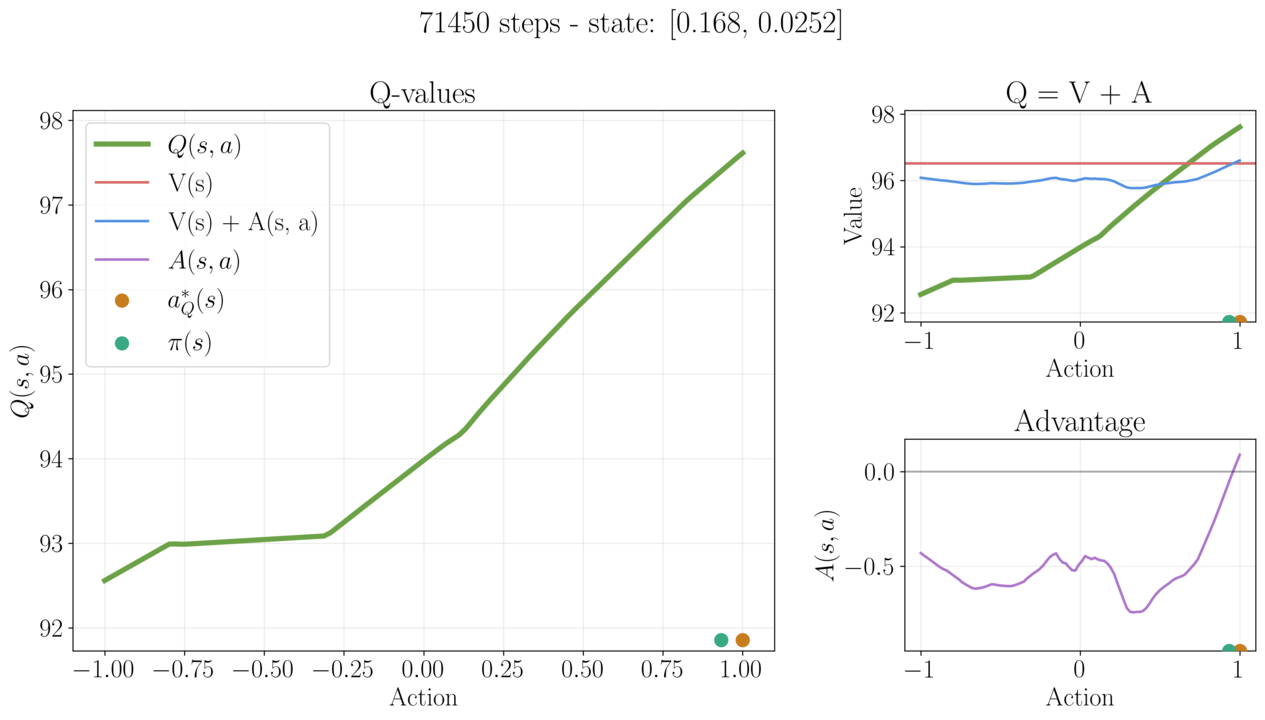 71450 steps - state: [0.168, 0.0252]
Q-values
Q(s, a)
98
97
96
95
94
93
92
Q(s, a)
V(s)
V(s) + A(s, a)
A(s, a)
a*Q(s)
π(s)
−1.00 −0.75 −0.50 −0.25 0.00 0.25 0.50 0.75 1.00
Action
Q = V + A
Value
98
96
94
92
−1 0 1
Action
Advantage
A(s, a)
0.0
−0.5
−1 0 1
Action